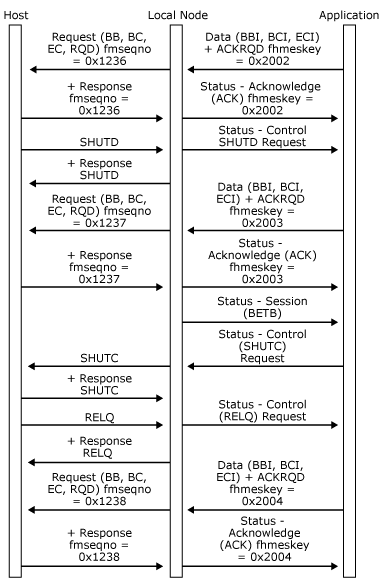 Host Local Node Application
Request (BB, BC, EC, RQD) fmseqno = 0x1236
Data (BBI, BCI, ECI) + ACKRQD fhmeskey = 0x2002
+ Response fmseqno = 0x1236
Status - Acknowledge (ACK) fhmeskey = 0x2002
SHUTD
Status - Control SHUTD Request
+ Response SHUTD
Request (BB, BC, EC, RQD) fmseqno = 0x1237
Data (BBI, BCI, ECI) + ACKRQD fhmeskey = 0x2003
+ Response fmseqno = 0x1237
Status - Acknowledge (ACK) fhmeskey = 0x2003
Status - Session (BETB)
SHUTC
Status - Control (SHUTC) Request
+ Response SHUTC
RELQ
Status - Control (RELQ) Request
+ Response RELQ
Request (BB, BC, EC, RQD) fmseqno = 0x1238
Data (BBI, BCI, ECI) + ACKRQD fhmeskey = 0x2004
+ Response fmseqno = 0x1238
Status - Acknowledge (ACK) fhmeskey = 0x2004